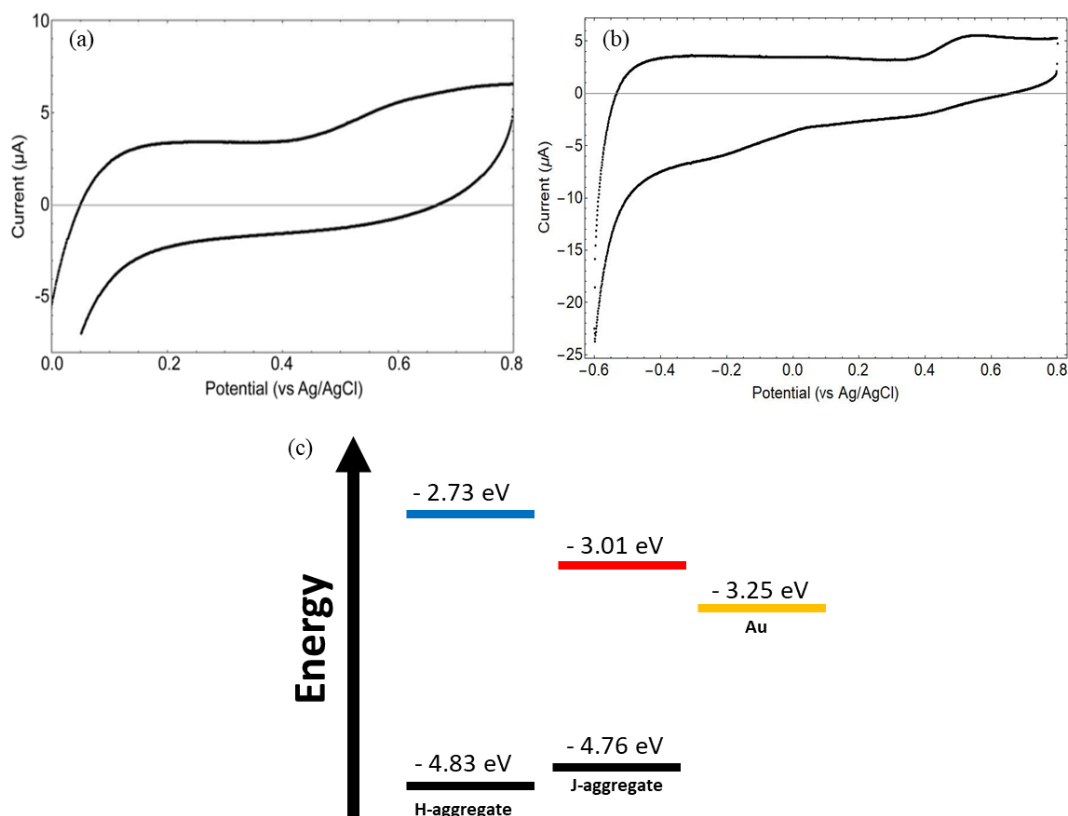 (a)
10
5
0
-5
Current (µA)
0.0 0.2 0.4 0.6 0.8
Potential (vs Ag/AgCl)
(b)
5
0
−5
−10
−15
−20
−25
Current (µA)
−0.6 −0.4 −0.2 0.0 0.2 0.4 0.6 0.8
Potential (vs Ag/AgCl)
(c)
Energy
- 2.73 eV
- 3.01 eV
- 3.25 eV
Au
- 4.83 eV
H-aggregate
- 4.76 eV
J-aggregate